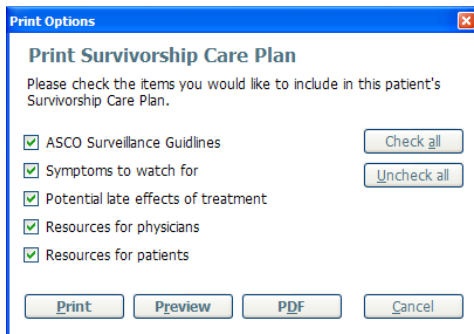 Print Options
Print Survivorship Care Plan
Please check the items you would like to include in this patient's
Survivorship Care Plan.
ASCO Surveillance Guidlines
Check all
Symptoms to watch for
Uncheck all
Potential late effects of treatment
Resources for physicians
Resources for patients
Print Preview PDF Cancel